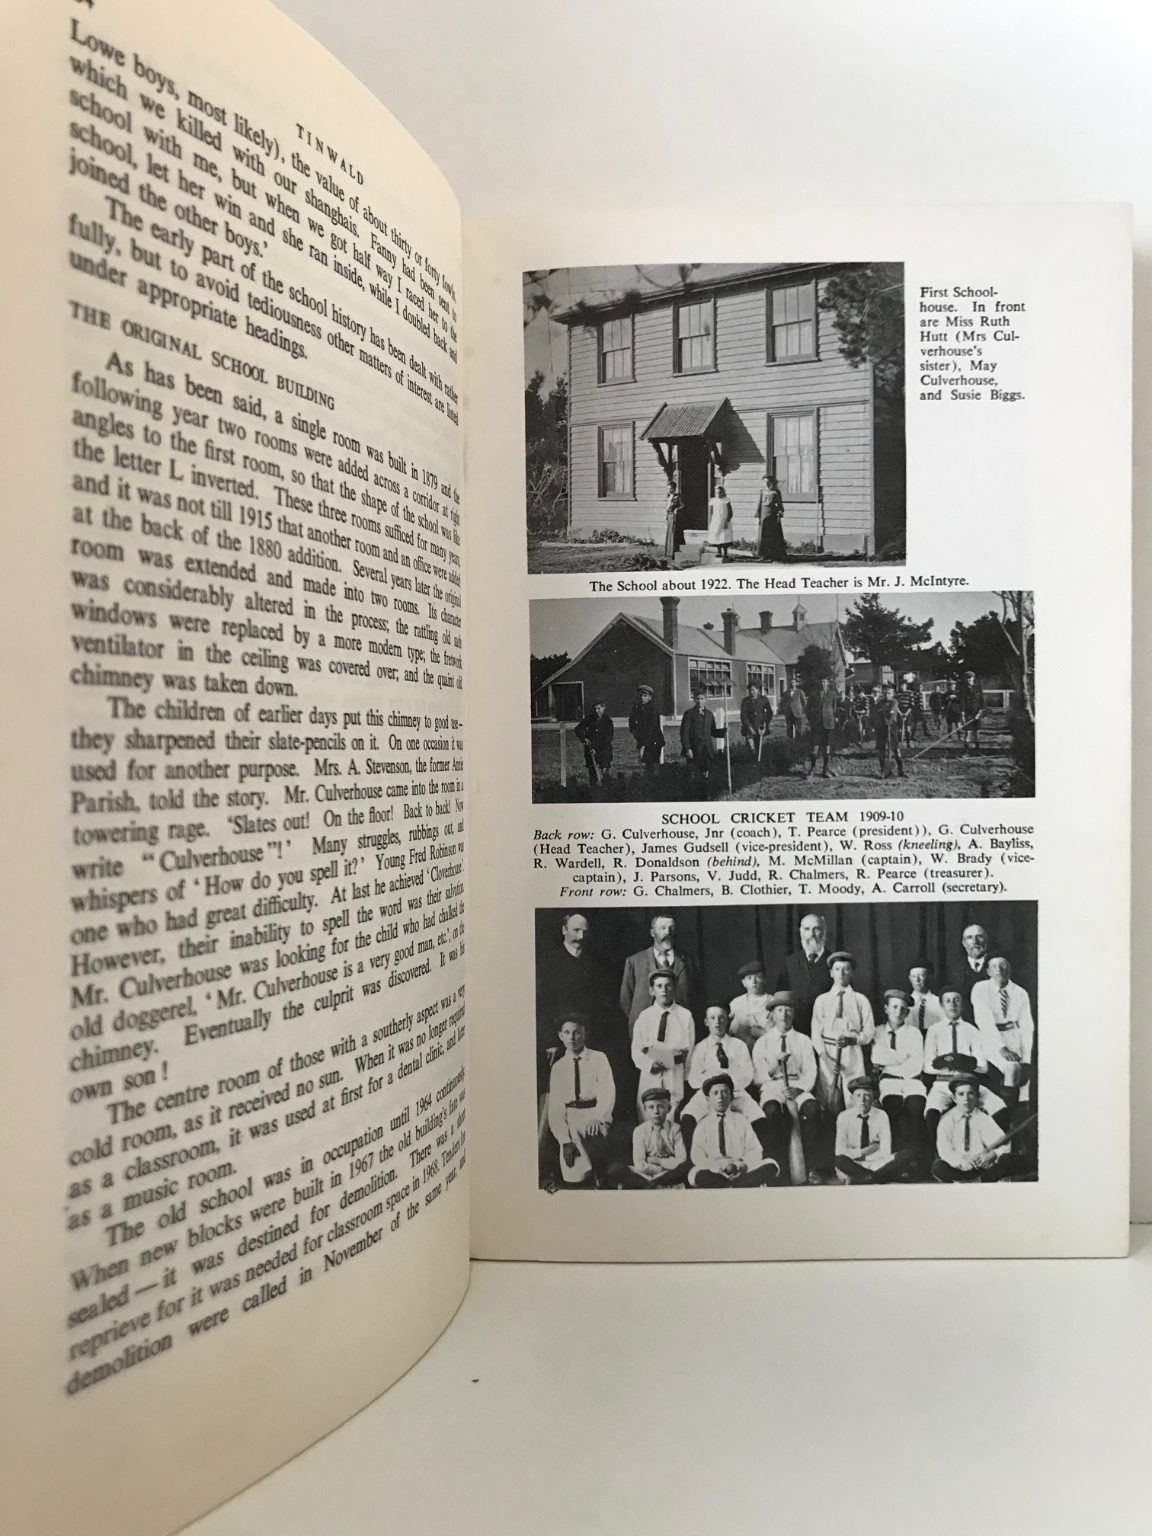 TINWALD
Lowe boys, most likely), the value of about thirty or forty fowls,
which we killed with our shanghais. Fanny had been sent to
school with me, but when we got half way I raced her to the
school, let her win and she ran inside, while I doubled back and
joined the other boys.'
The early part of the school history has been dealt with rather
fully, but to avoid tediousness other matters of interest are listed
under appropriate headings.
THE ORIGINAL SCHOOL BUILDING
As has been said, a single room was built in 1879 and the
following year two rooms were added across a corridor at right
angles to the first room, so that the shape of the school was like
the letter L inverted. These three rooms sufficed for many years,
and it was not till 1915 that another room and an office were added
at the back of the 1880 addition. Several years later the original
room was extended and made into two rooms. Its character
was considerably altered in the process; the rattling old sash
windows were replaced by a more modern type; the fretwork
ventilator in the ceiling was covered over; and the quaint old
chimney was taken down.
The children of earlier days put this chimney to good use—
they sharpened their slate-pencils on it. On one occasion it was
used for another purpose. Mrs. A. Stevenson, the former Annie
Parish, told the story. Mr. Culverhouse came into the room in a
towering rage. 'Slates out! On the floor! Back to back! Now
write "Culverhouse"!' Many struggles, rubbings out, and
whispers of 'How do you spell it?' Young Fred Robinson was
one who had great difficulty. At last he achieved 'Cloverhouse'.
However, their inability to spell the word was their salvation.
Mr. Culverhouse was looking for the child who had chalked the
old doggerel, 'Mr. Culverhouse is a very good man, etc.', on the
chimney. Eventually the culprit was discovered. It was his
own son!
The centre room of those with a southerly aspect was a very
cold room, as it received no sun. When it was no longer required
as a classroom, it was used at first for a dental clinic, and later
as a music room.
The old school was in occupation until 1964 continuously.
When new blocks were built in 1967 the old building's fate was
sealed — it was destined for demolition. There was a short
reprieve for it was needed for classroom space in 1968. Tenders for
demolition were called in November of the same year, and
First School-
house. In front
are Miss Ruth
Hutt (Mrs Cul-
verhouse's
sister), May
Culverhouse,
and Susie Biggs.
The School about 1922. The Head Teacher is Mr. J. McIntyre.
SCHOOL CRICKET TEAM 1909-10
Back row: G. Culverhouse, Jnr (coach), T. Pearce (president)), G. Culverhouse
(Head Teacher), James Gudsell (vice-president), W. Ross (kneeling), A. Bayliss,
R. Wardell, R. Donaldson (behind), M. McMillan (captain), W. Brady (vice-
captain), J. Parsons, V. Judd, R. Chalmers, R. Pearce (treasurer).
Front row: G. Chalmers, B. Clothier, T. Moody, A. Carroll (secretary).